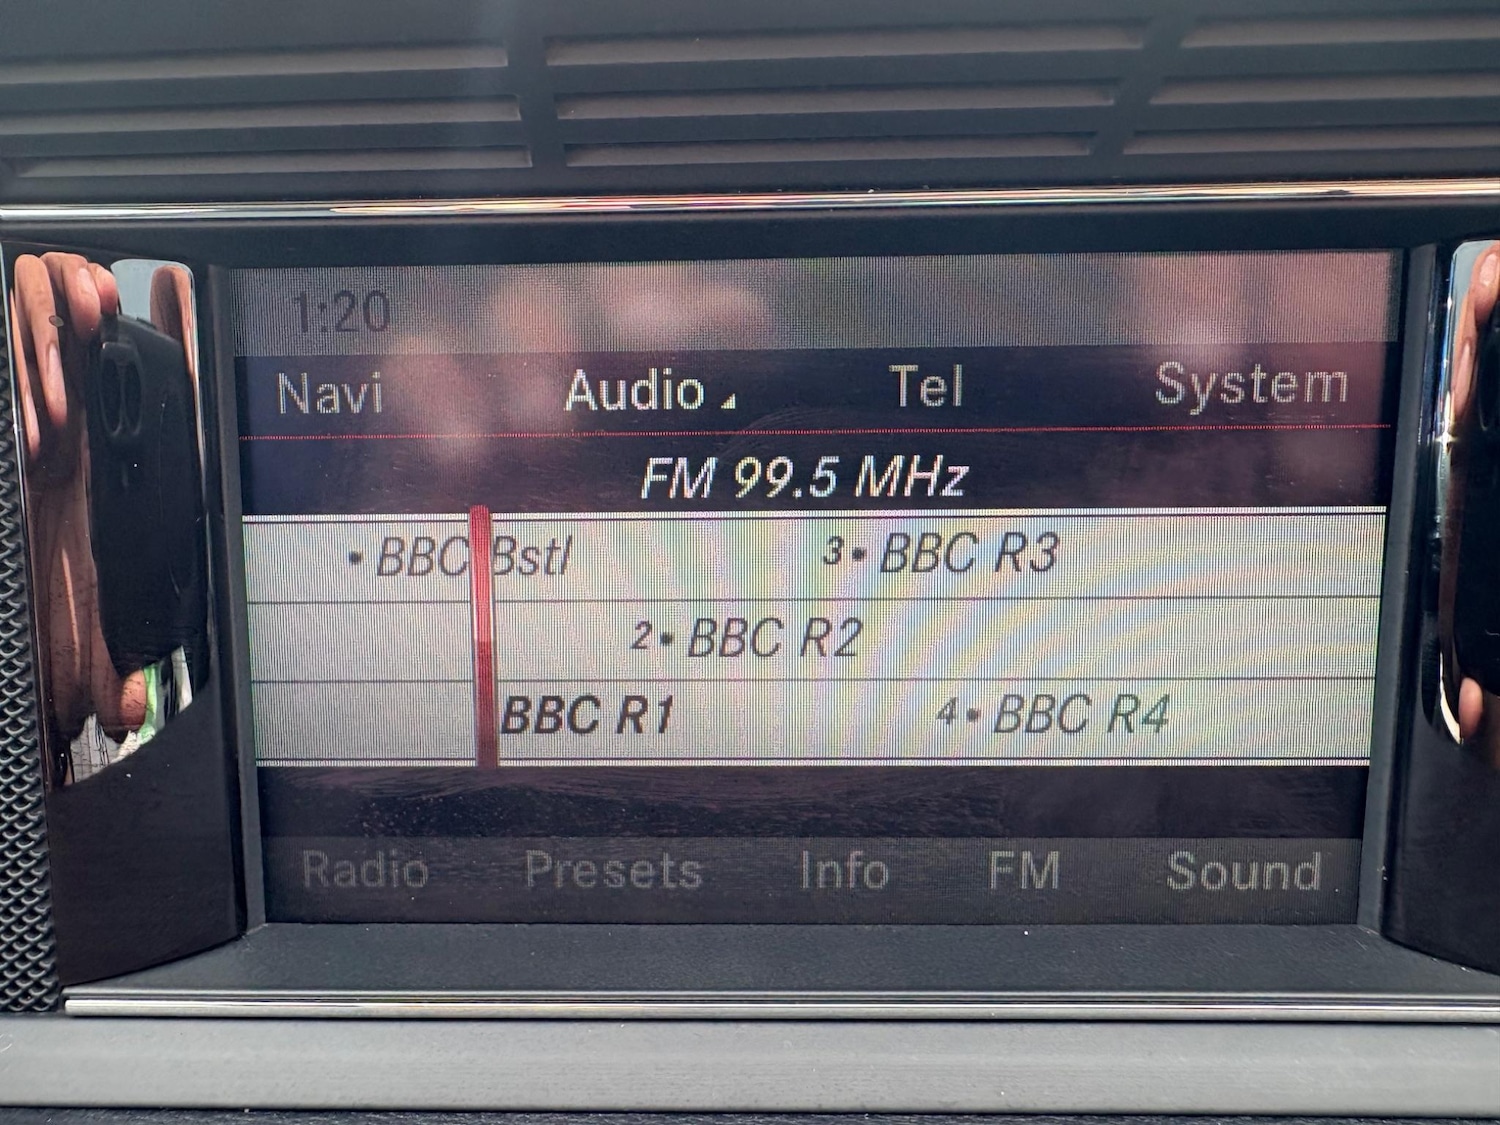 1:20
Navi Audio Tel System
FM 99.5 MHz
• BBC Bstl 3• BBC R3
2• BBC R2
BBC R1 4• BBC R4
Radio Presets Info FM Sound